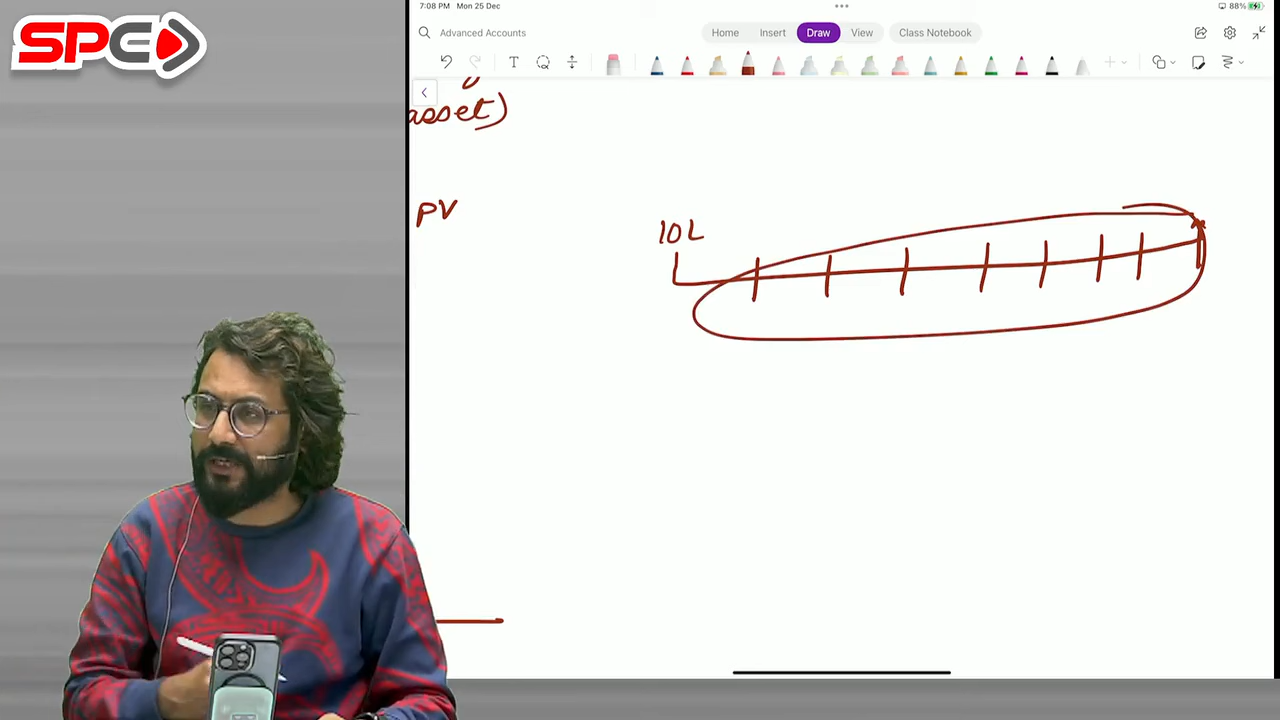 SPC
7:08 PM Mon 25 Dec
88%
Advanced Accounts
Home Insert Draw View Class Notebook
asset)
PV
10L